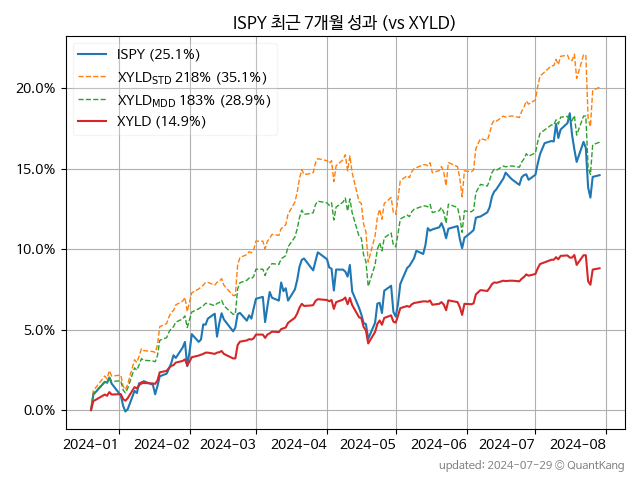 ISPY 최근 7개월 성과 (vs XYLD)
ISPY (25.1%)
XYLD_STD 218% (35.1%)
XYLD_MDD 183% (28.9%)
XYLD (14.9%)
20.0%
15.0%
10.0%
5.0%
0.0%
2024-01 2024-02 2024-03 2024-04 2024-05 2024-06 2024-07 2024-08
updated: 2024-07-29 © QuantKang